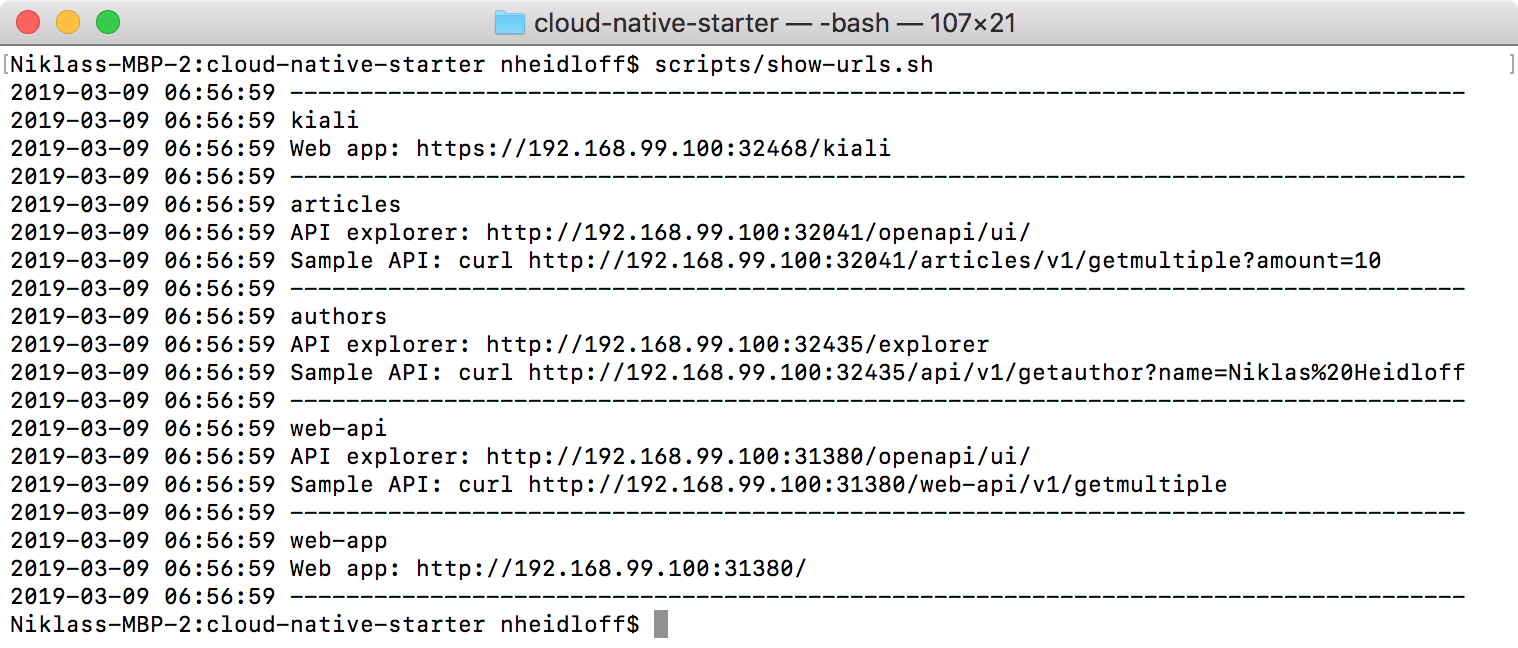 cloud-native-starter — -bash — 107×21
[Niklass-MBP-2:cloud-native-starter nheidloff$ scripts/show-urls.sh ]
2019-03-09 06:56:59 ------------------------------------------------------------------------------------
2019-03-09 06:56:59 kiali
2019-03-09 06:56:59 Web app: https://192.168.99.100:32468/kiali
2019-03-09 06:56:59 ------------------------------------------------------------------------------------
2019-03-09 06:56:59 articles
2019-03-09 06:56:59 API explorer: http://192.168.99.100:32041/openapi/ui/
2019-03-09 06:56:59 Sample API: curl http://192.168.99.100:32041/articles/v1/getmultiple?amount=10
2019-03-09 06:56:59 ------------------------------------------------------------------------------------
2019-03-09 06:56:59 authors
2019-03-09 06:56:59 API explorer: http://192.168.99.100:32435/explorer
2019-03-09 06:56:59 Sample API: curl http://192.168.99.100:32435/api/v1/getauthor?name=Niklas%20Heidloff
2019-03-09 06:56:59 ------------------------------------------------------------------------------------
2019-03-09 06:56:59 web-api
2019-03-09 06:56:59 API explorer: http://192.168.99.100:31380/openapi/ui/
2019-03-09 06:56:59 Sample API: curl http://192.168.99.100:31380/web-api/v1/getmultiple
2019-03-09 06:56:59 ------------------------------------------------------------------------------------
2019-03-09 06:56:59 web-app
2019-03-09 06:56:59 Web app: http://192.168.99.100:31380/
2019-03-09 06:56:59 ------------------------------------------------------------------------------------
Niklass-MBP-2:cloud-native-starter nheidloff$